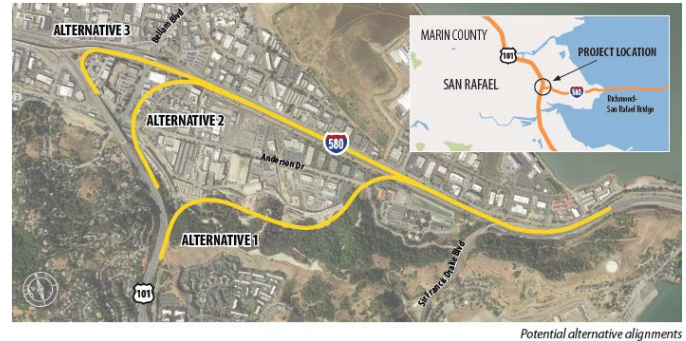 ALTERNATIVE 3
Bellam Blvd
ALTERNATIVE 2
580
Anderson Dr
ALTERNATIVE 1
101
Sir Franck Drake Blvd
MARIN COUNTY
101
PROJECT LOCATION
SAN RAFAEL
580
Richmond-
San Rafael Bridge
Potential alternative alignments